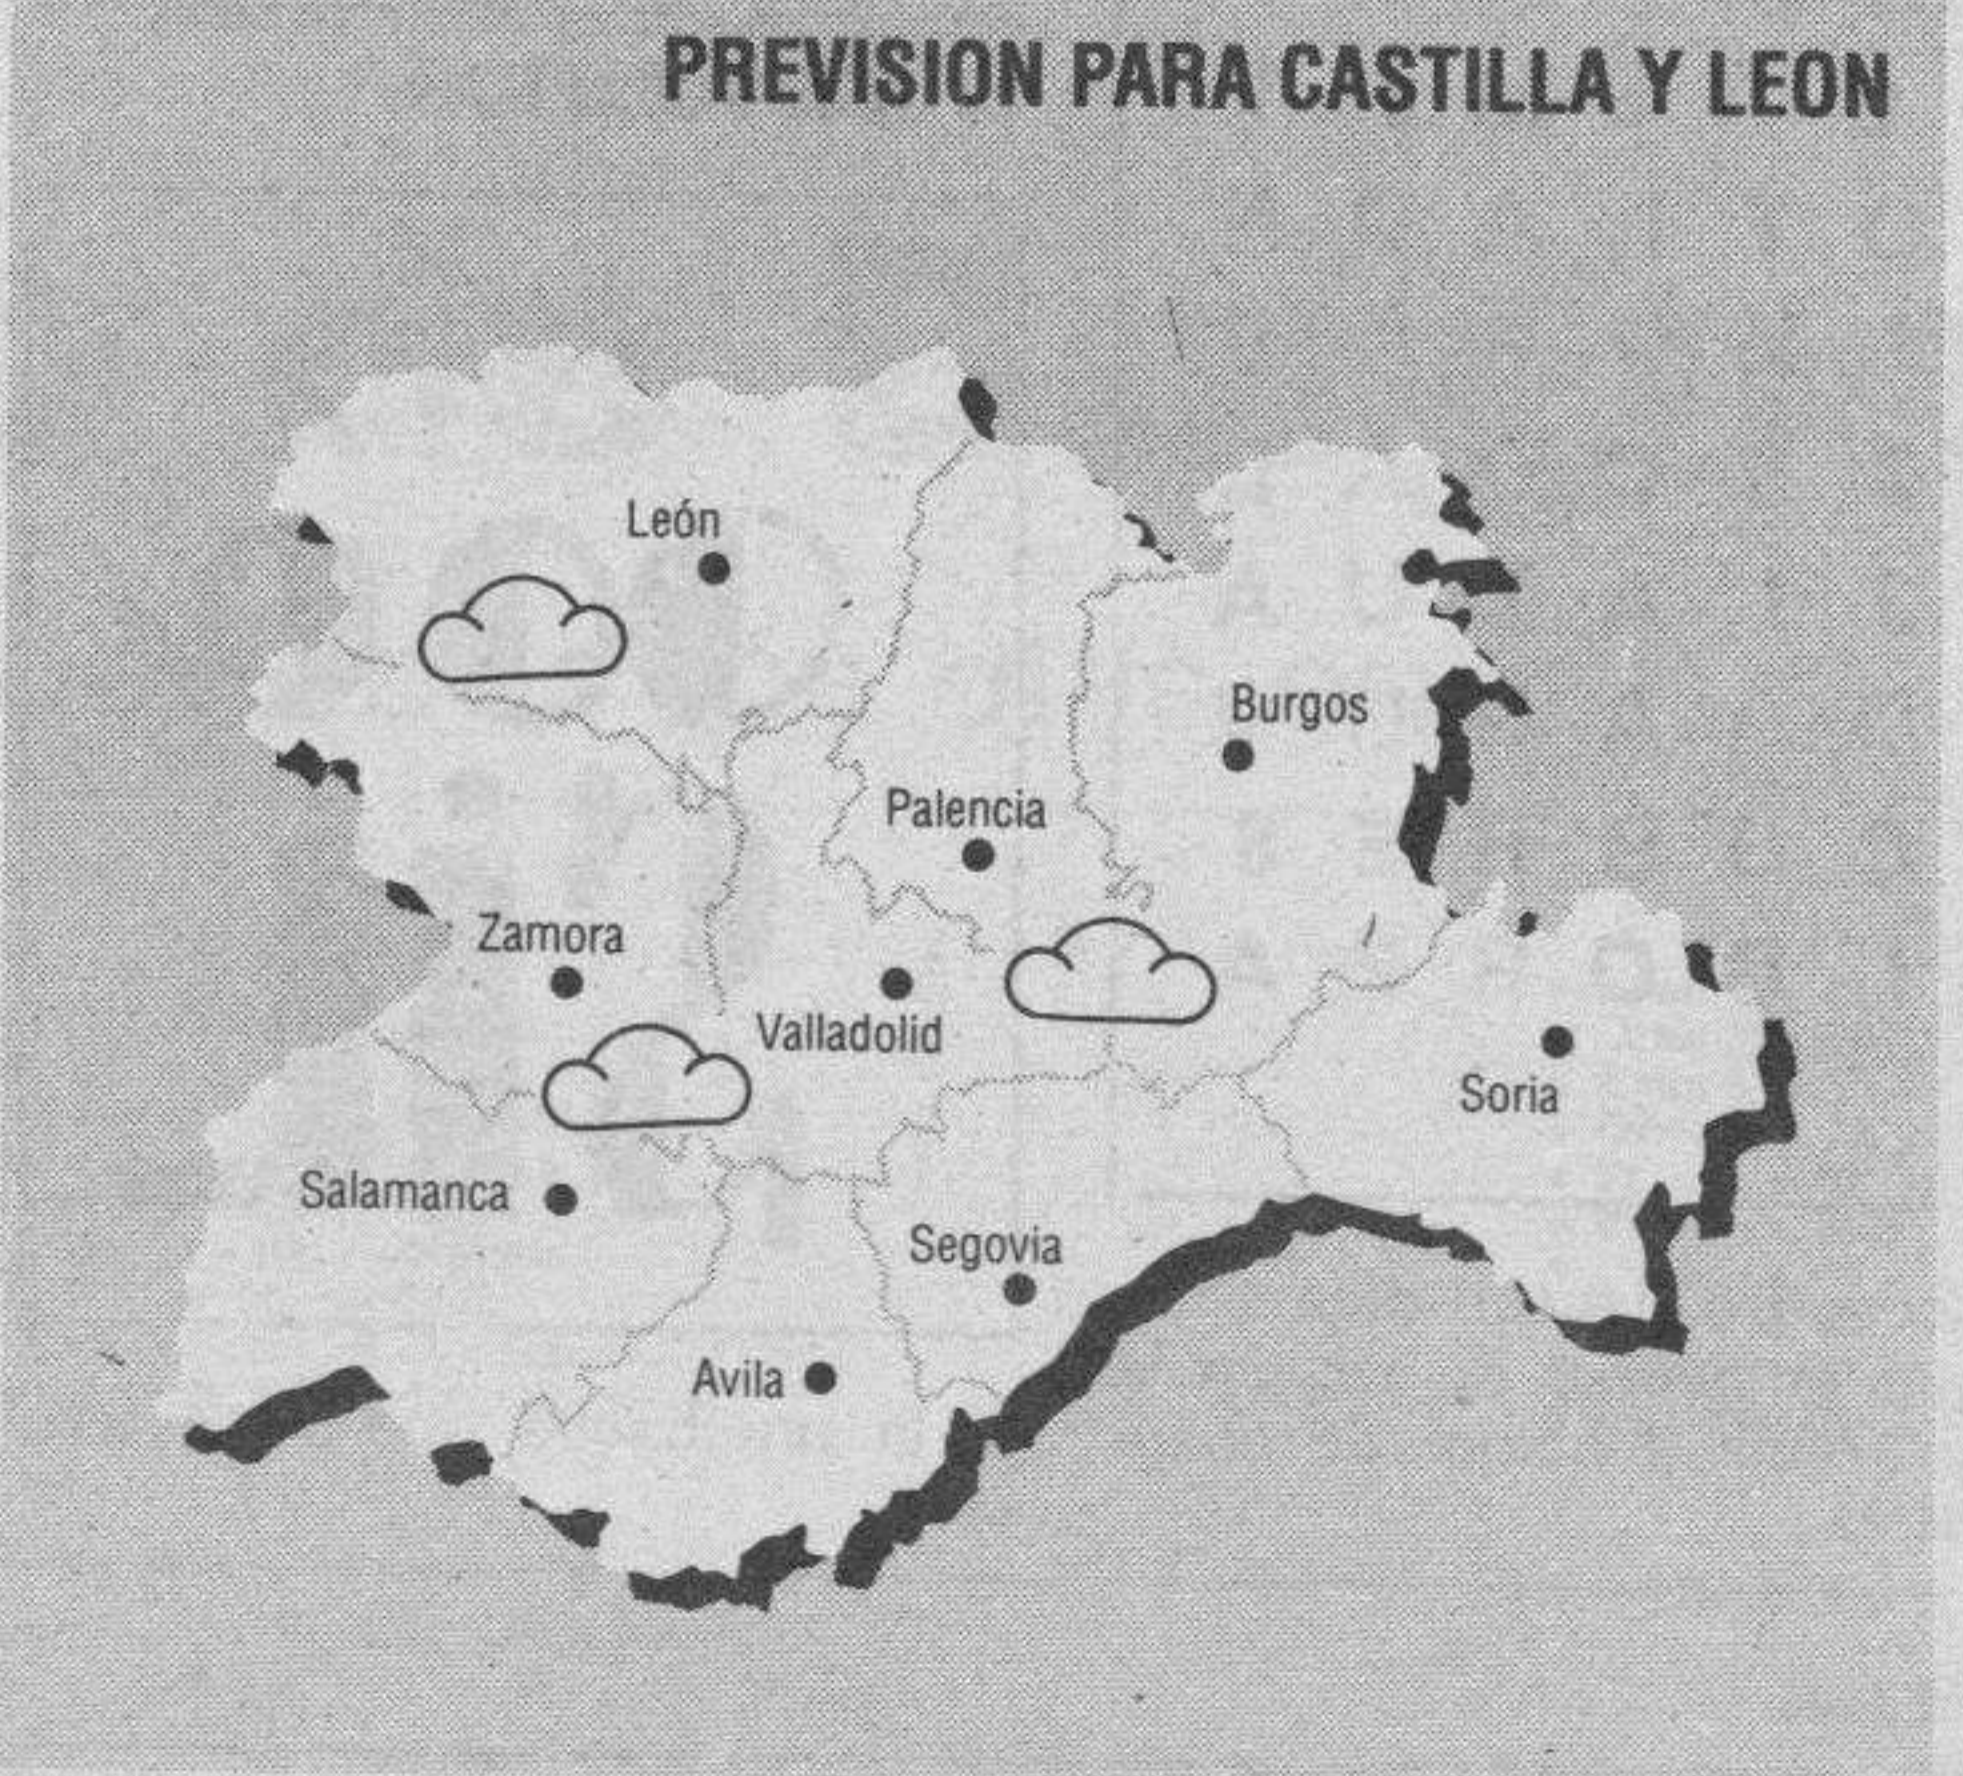 PREVISION PARA CASTILLA Y LEON
León
Burgos
Palencia
Zamora
Valladolid
Soria
Salamanca
Segovia
Avila